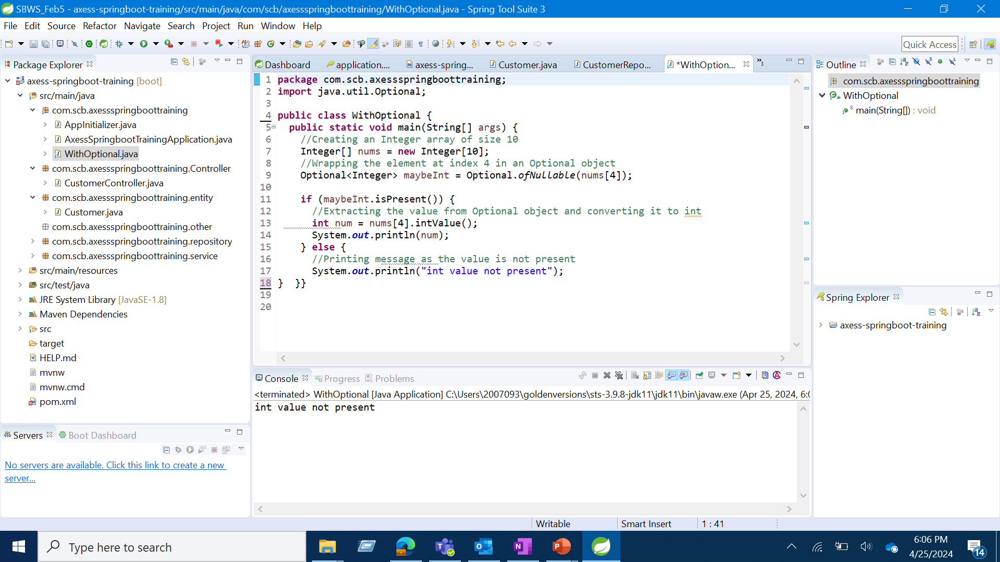 SBWS_Feb5 - axess-springboot-training/src/main/java/com/scb/axessspringboottraining/WithOptional.java - Spring Tool Suite 3
File Edit Source Refactor Navigate Search Project Run Window Help
Quick Access
Package Explorer
axess-springboot-training [boot]
src/main/java
com.scb.axessspringboottraining
AppInitializer.java
AxessSpringbootTrainingApplication.java
WithOptional.java
com.scb.axessspringboottraining.Controller
CustomerController.java
com.scb.axessspringboottraining.entity
Customer.java
com.scb.axessspringboottraining.other
com.scb.axessspringboottraining.repository
com.scb.axessspringboottraining.service
src/main/resources
src/test/java
JRE System Library [JavaSE-1.8]
Maven Dependencies
src
target
HELP.md
mvnw
mvnw.cmd
pom.xml
Servers Boot Dashboard
No servers are available. Click this link to create a new
server...
Dashboard application.... axess-spring... Customer.java CustomerRepo... *WithOption... »3
1 package com.scb.axessspringboottraining;
2 import java.util.Optional;
3
4 public class WithOptional {
5 public static void main(String[] args) {
6 //Creating an Integer array of size 10
7 Integer[] nums = new Integer[10];
8 //Wrapping the element at index 4 in an Optional object
9 Optional<Integer> maybeInt = Optional.ofNullable(nums[4]);
10
11 if (maybeInt.isPresent()) {
12 //Extracting the value from Optional object and converting it to int
13 int num = nums[4].intValue();
14 System.out.println(num);
15 } else {
16 //Printing message as the value is not present
17 System.out.println("int value not present");
18 } }}
19
20
Console Progress Problems
<terminated> WithOptional [Java Application] C:\Users\2007093\goldenversions\sts-3.9.8-jdk11\jdk11\bin\javaw.exe (Apr 25, 2024, 6:0
int value not present
Outline
com.scb.axessspringboottraining
WithOptional
main(String[]) : void
Spring Explorer
axess-springboot-training
Writable Smart Insert 1 : 41
Type here to search
6:06 PM
4/25/2024
14